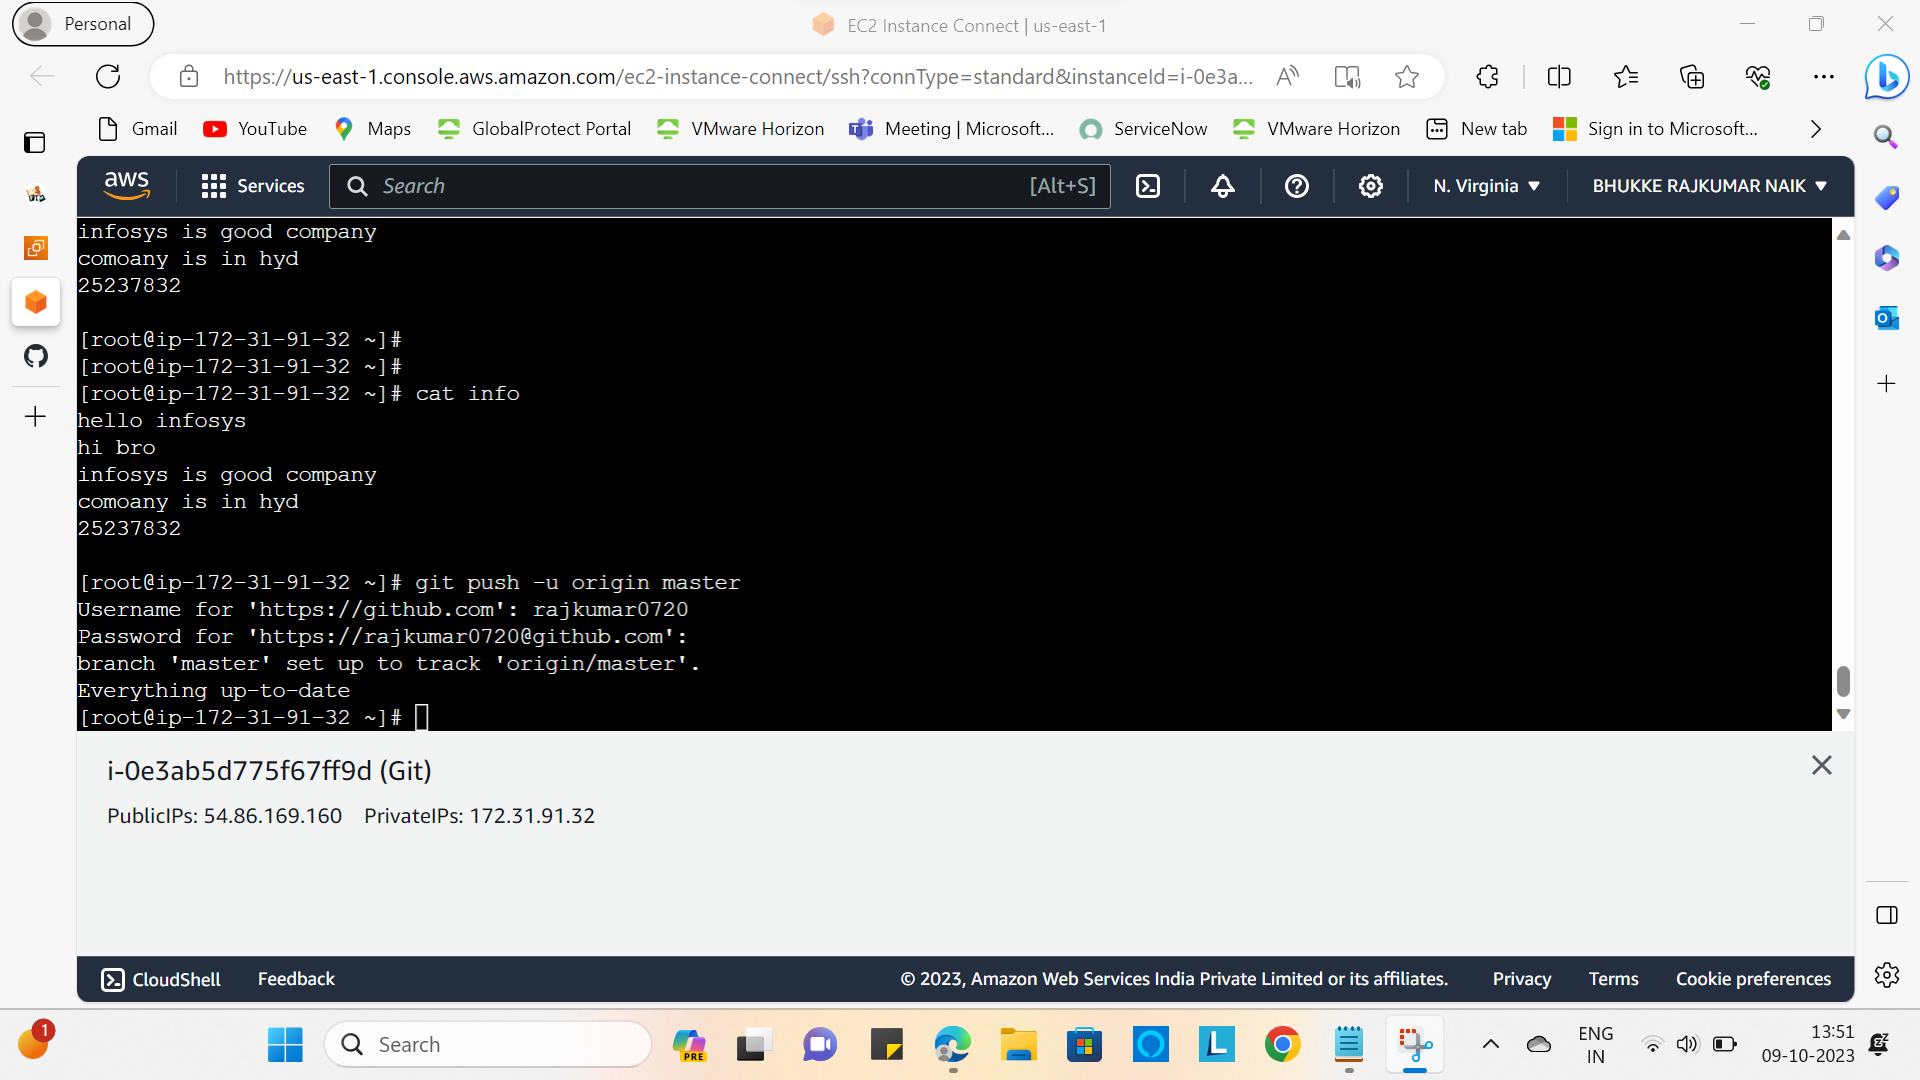 Personal
EC2 Instance Connect | us-east-1
https://us-east-1.console.aws.amazon.com/ec2-instance-connect/ssh?connType=standard&instanceId=i-0e3a...
Gmail YouTube Maps GlobalProtect Portal VMware Horizon Meeting | Microsoft... ServiceNow VMware Horizon New tab Sign in to Microsoft...
aws Services Search [Alt+S] N. Virginia BHUKKE RAJKUMAR NAIK
infosys is good company
comoany is in hyd
25237832
[root@ip-172-31-91-32 ~]#
[root@ip-172-31-91-32 ~]#
[root@ip-172-31-91-32 ~]# cat info
hello infosys
hi bro
infosys is good company
comoany is in hyd
25237832
[root@ip-172-31-91-32 ~]# git push -u origin master
Username for 'https://github.com': rajkumar0720
Password for 'https://rajkumar0720@github.com':
branch 'master' set up to track 'origin/master'.
Everything up-to-date
[root@ip-172-31-91-32 ~]#
i-0e3ab5d775f67ff9d (Git)
PublicIPs: 54.86.169.160 PrivateIPs: 172.31.91.32
CloudShell Feedback © 2023, Amazon Web Services India Private Limited or its affiliates. Privacy Terms Cookie preferences
1 Search PRE L ENG IN 13:51
09-10-2023